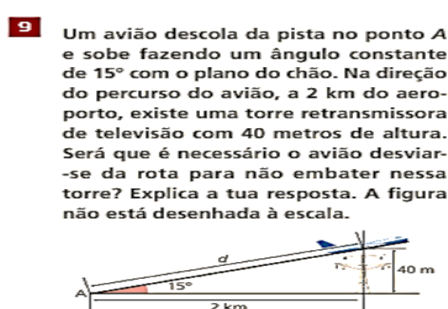 9
Um avião descola da pista no ponto A
e sobe fazendo um ângulo constante
de 15° com o plano do chão. Na direção
do percurso do avião, a 2 km do aero-
porto, existe uma torre retransmissora
de televisão com 40 metros de altura.
Será que é necessário o avião desviar-
-se da rota para não embater nessa
torre? Explica a tua resposta. A figura
não está desenhada à escala.
d
40 m
15°
A
2 km